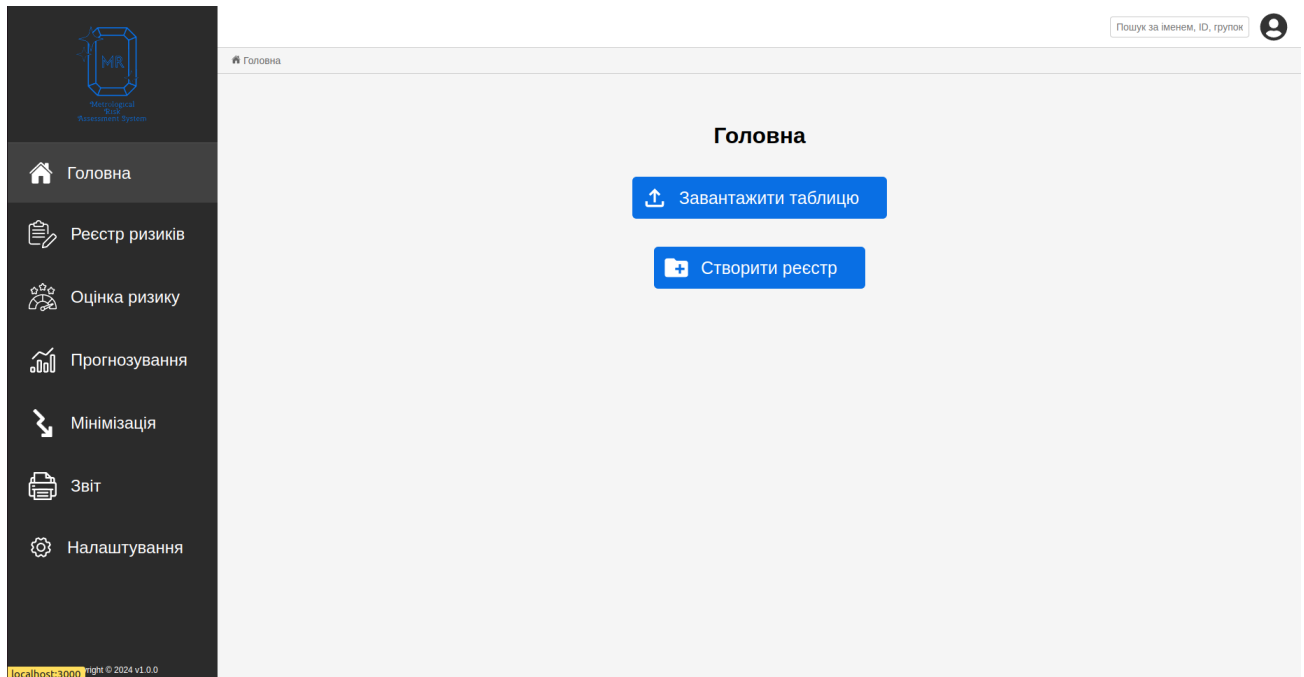 MR
Metrological
Risk
Assessment System
Пошук за іменем, ID, групок
Головна
Головна
Головна
Завантажити таблицю
Створити реєстр
Реєстр ризиків
Оцінка ризику
Прогнозування
Мінімізація
Звіт
Налаштування
right © 2024 v1.0.0
localhost:3000